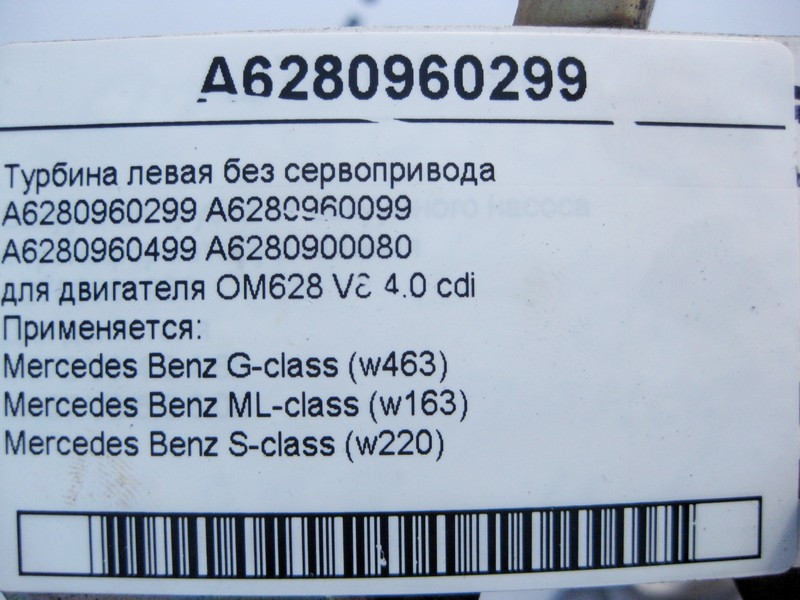 A6280960299
Турбина левая без сервопривода
A6280960299 A6280960099
A6280960499 A6280900080
для двигателя OM628 V8 4.0 cdi
Применяется:
Mercedes Benz G-class (w463)
Mercedes Benz ML-class (w163)
Mercedes Benz S-class (w220)